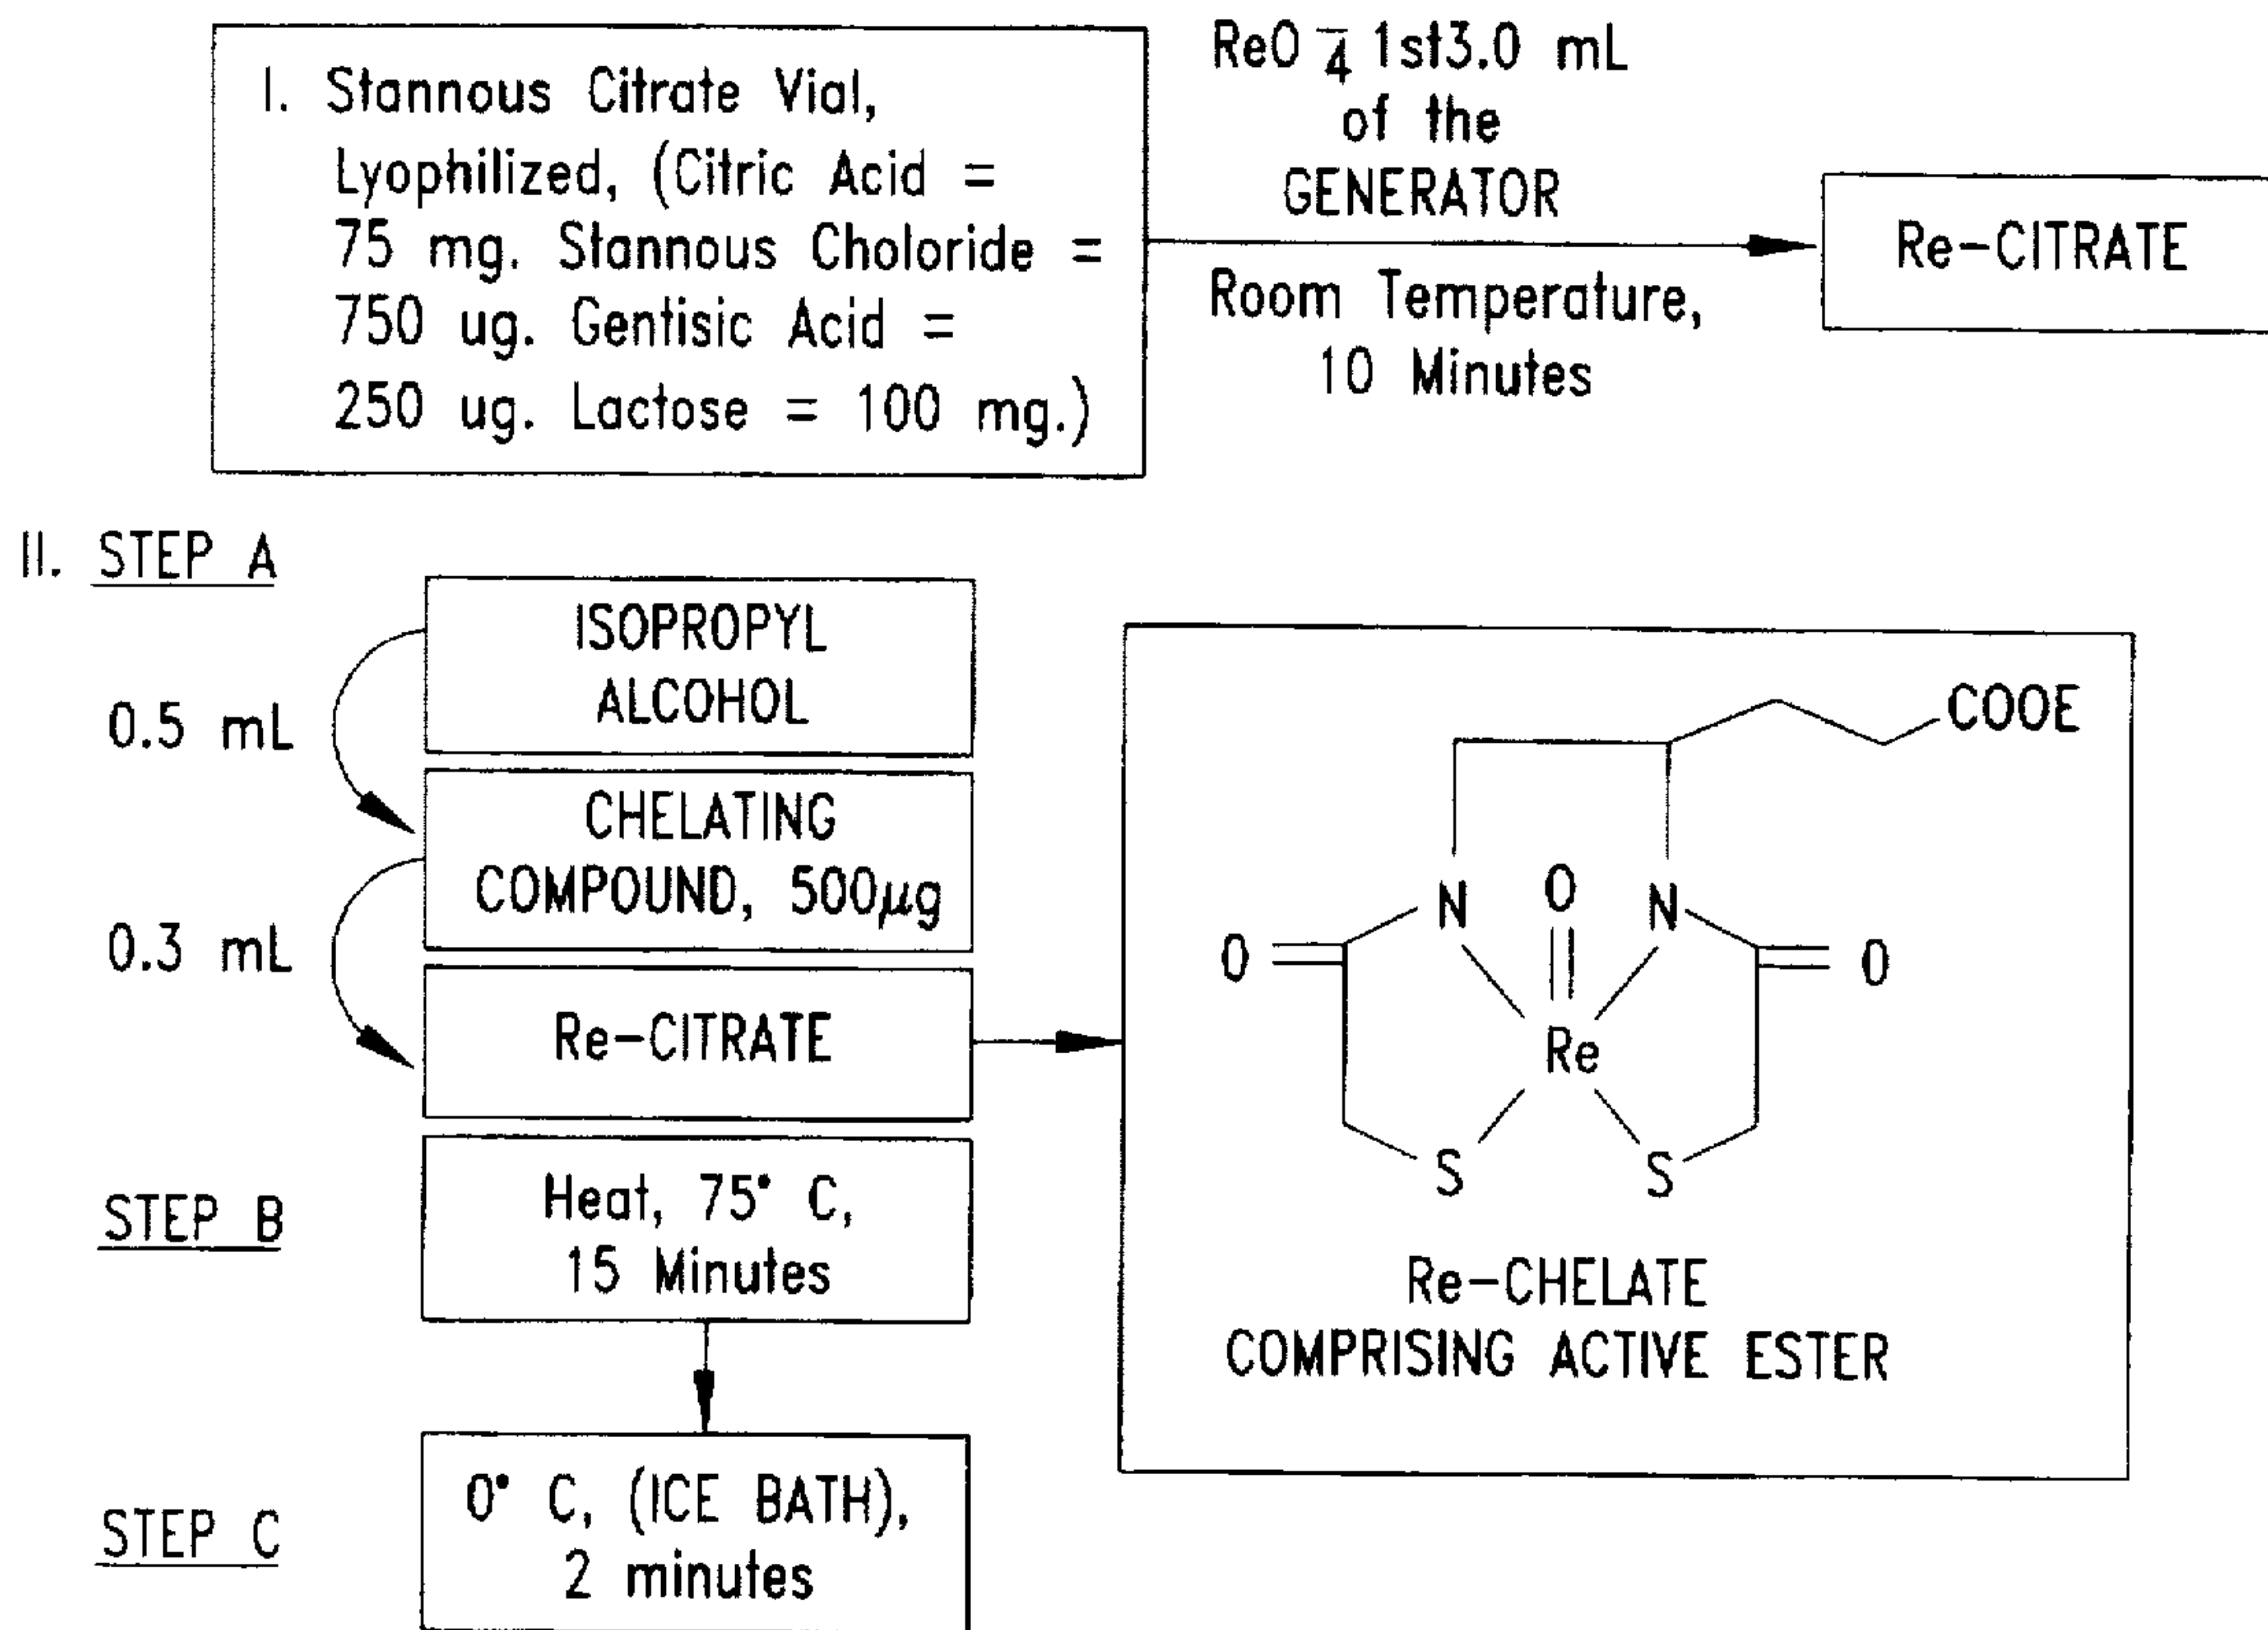 I. Stannous Citrate Vial,
Lyophilized, (Citric Acid =
75 mg. Stannous Choloride =
750 ug. Gentisic Acid =
250 ug. Lactose = 100 mg.)
ReO₄⁻ 1st3.0 mL
of the
GENERATOR
Room Temperature,
10 Minutes
Re-CITRATE
II. STEP A
ISOPROPYL
ALCOHOL
0.5 mL
CHELATING
COMPOUND, 500μg
0.3 mL
Re-CITRATE
STEP B
Heat, 75° C,
15 Minutes
STEP C
0° C, (ICE BATH),
2 minutes
COOE
N O N
O O
Re
S S
Re-CHELATE
COMPRISING ACTIVE ESTER